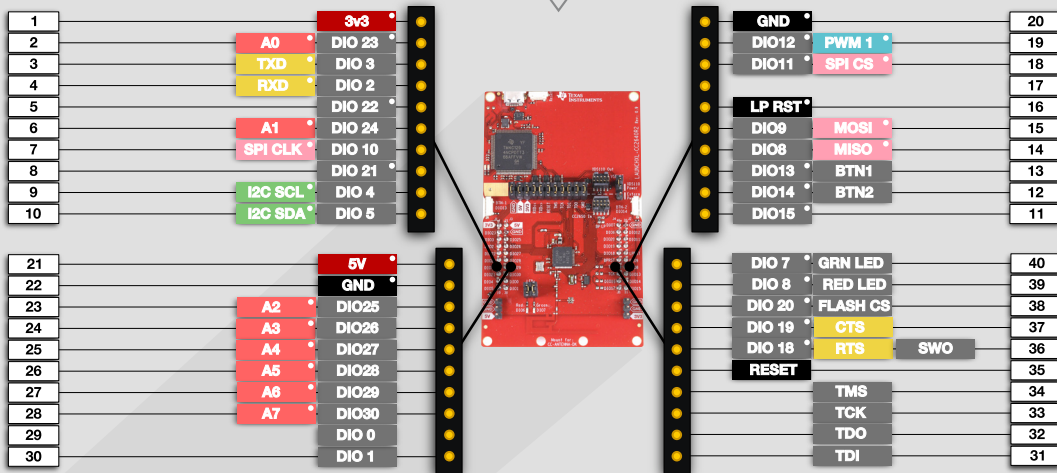 1 3v3
2 A0 DIO 23
3 TXD DIO 3
4 RXD DIO 2
5 DIO 22
6 A1 DIO 24
7 SPI CLK DIO 10
8 DIO 21
9 I2C SCL DIO 4
10 I2C SDA DIO 5
GND 20
DIO12 PWM 1 19
DIO11 SPI CS 18
17
LP RST 16
DIO9 MOSI 15
DIO8 MISO 14
DIO13 BTN1 13
DIO14 BTN2 12
DIO15 11
TEXAS
INSTRUMENTS
LAUNCHXL-CC2640R2
21 5V
22 GND
23 A2 DIO25
24 A3 DIO26
25 A4 DIO27
26 A5 DIO28
27 A6 DIO29
28 A7 DIO30
29 DIO 0
30 DIO 1
DIO 7 GRN LED 40
DIO 8 RED LED 39
DIO 20 FLASH CS 38
DIO 19 CTS 37
DIO 18 RTS SWO 36
RESET 35
TMS 34
TCK 33
TDO 32
TDI 31